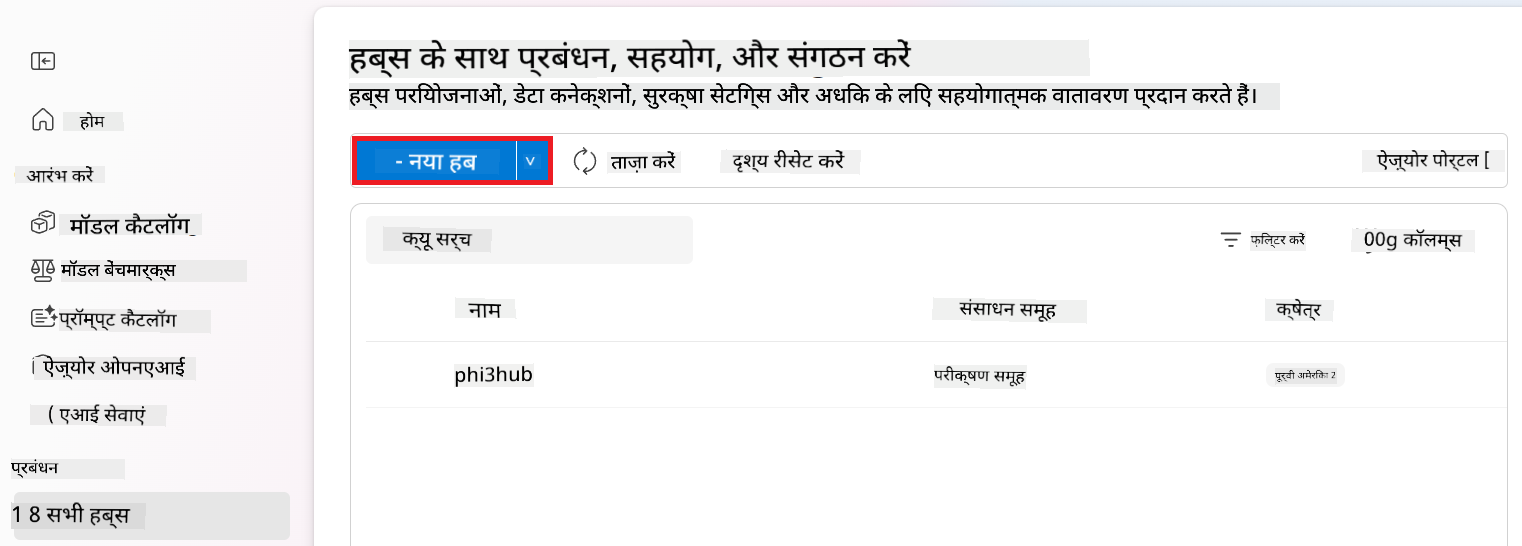 होम
आरंभ करें
मॉडल कैटलॉग_
मॉडल बेंचमार्क्स
प्रॉम्प्ट कैटलॉग
ऐज़्योर ओपनएआई
( एआई सेवाएं
प्रबंधन
1 8 सभी हब्स
हब्स के साथ प्रबंधन, सहयोग, और संगठन करें
हब्स परियोजनाओं, डेटा कनेक्शनों, सुरक्षा सेटिंग्स और अधिक के लिए सहयोगात्मक वातावरण प्रदान करते हैं।
- नया हब
ताज़ा करें
दृश्य रीसेट करें
ऐज़्योर पोर्टल [
क्यू सर्च
फ़िल्टर करें
00g कॉलम्स
नाम संसाधन समूह क्षेत्र
phi3hub परीक्षण समूह पूर्वी अमेरिका 2